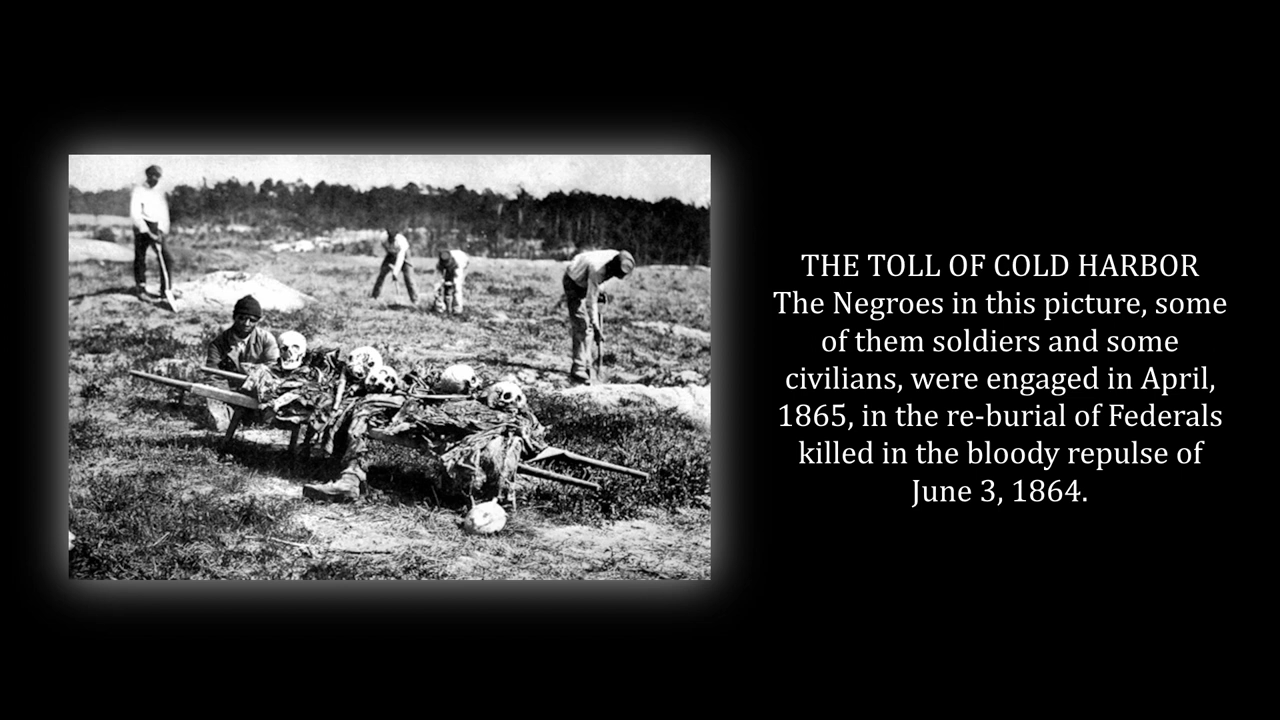 THE TOLL OF COLD HARBOR
The Negroes in this picture, some
of them soldiers and some
civilians, were engaged in April,
1865, in the re-burial of Federals
killed in the bloody repulse of
June 3, 1864.